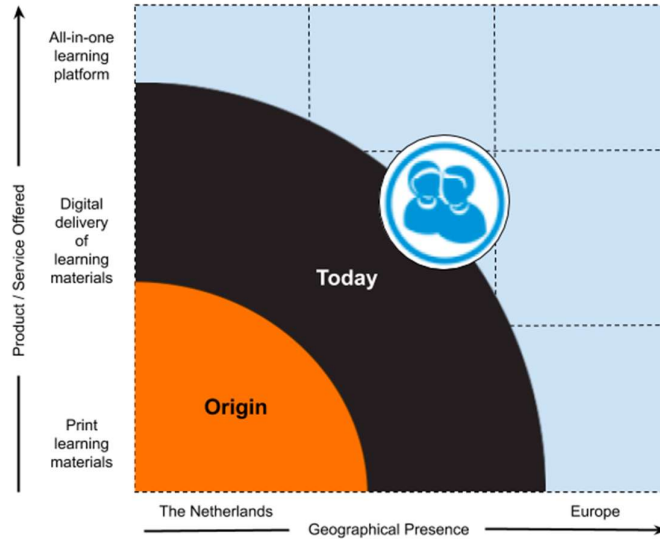 All-in-one
learning
platform
Product / Service Offered
Digital
delivery
of
learning
materials
Today
Origin
Print
learning
materials
The Netherlands
Europe
Geographical Presence